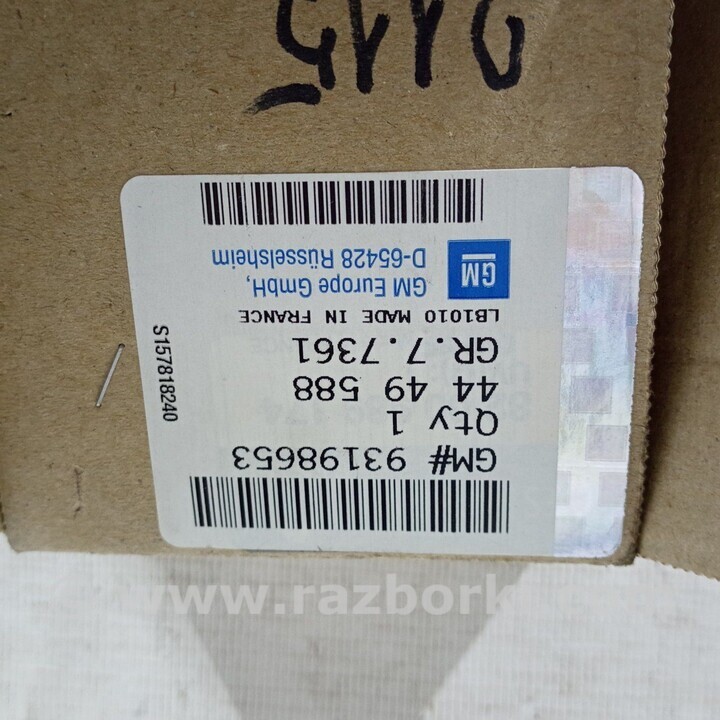 GM# 93198653
Qty 1
44 49 588
GR.7.7361
LB1010 MADE IN FRANCE
GM
GM Europe GmbH,
D-65428 Rüsselsheim
S157818240
www.razbork